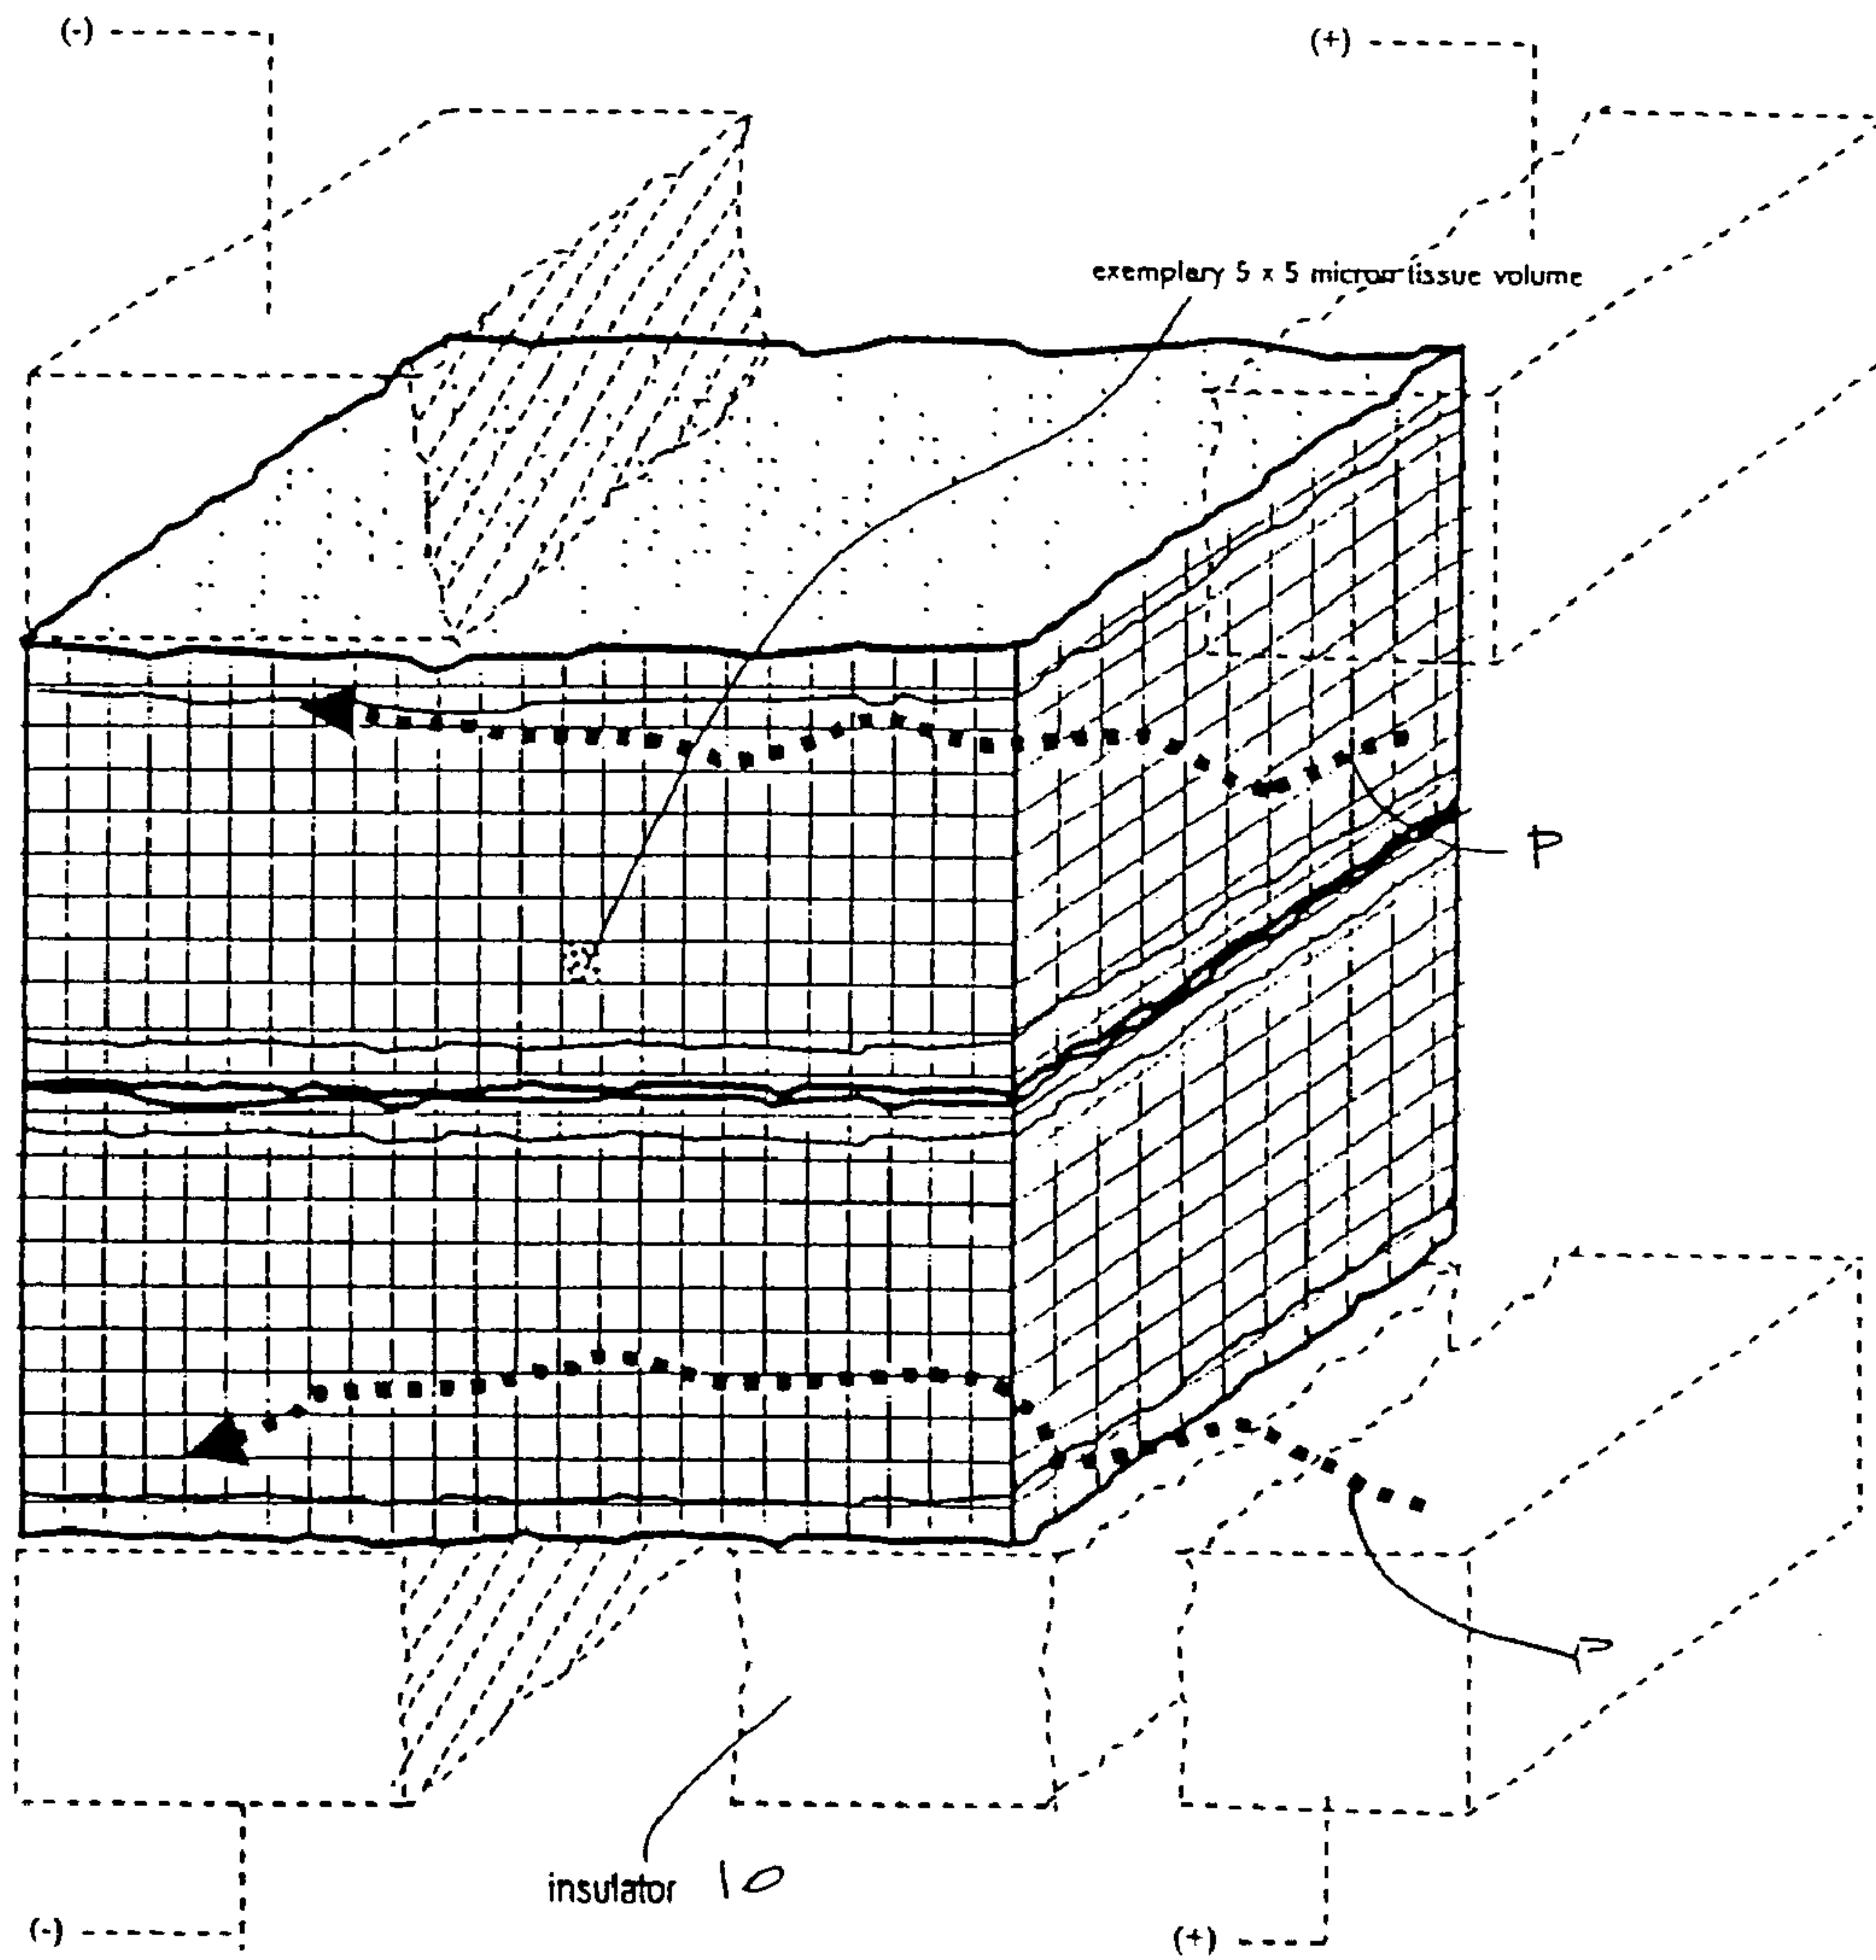 (-)
(+)
exemplary 5 x 5 micron tissue volume
P
P
insulator 10
(-)
(+)